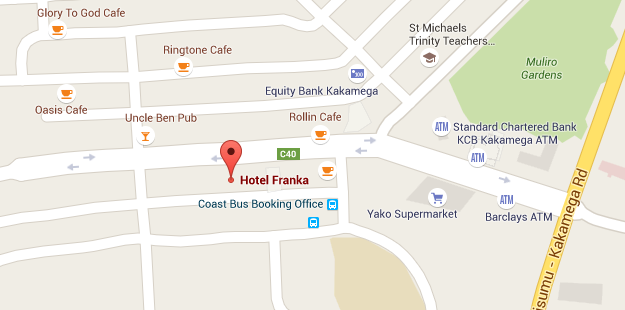 Glory To God Cafe
St Michaels
Trinity Teachers...
Ringtone Cafe
Muliro
Gardens
100
Equity Bank Kakamega
Oasis Cafe
Uncle Ben Pub
Rollin Cafe
ATM
Standard Chartered Bank
KCB Kakamega ATM
ATM
C40
Hotel Franka
Coast Bus Booking Office
Yako Supermarket
ATM
Barclays ATM
isumu - Kakamega Rd